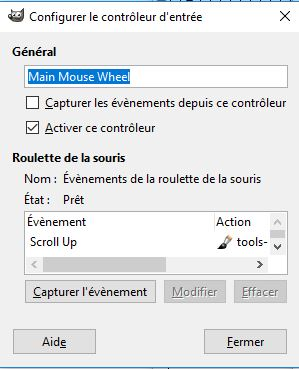 Configurer le contrôleur d'entrée
Général
Main Mouse Wheel
Capturer les évènements depuis ce contrôleur
Activer ce contrôleur
Roulette de la souris
Nom : Évènements de la roulette de la souris
État : Prêt
Évènement Action
Scroll Up tools-
Capturer l'évènement Modifier Effacer
Aide Fermer